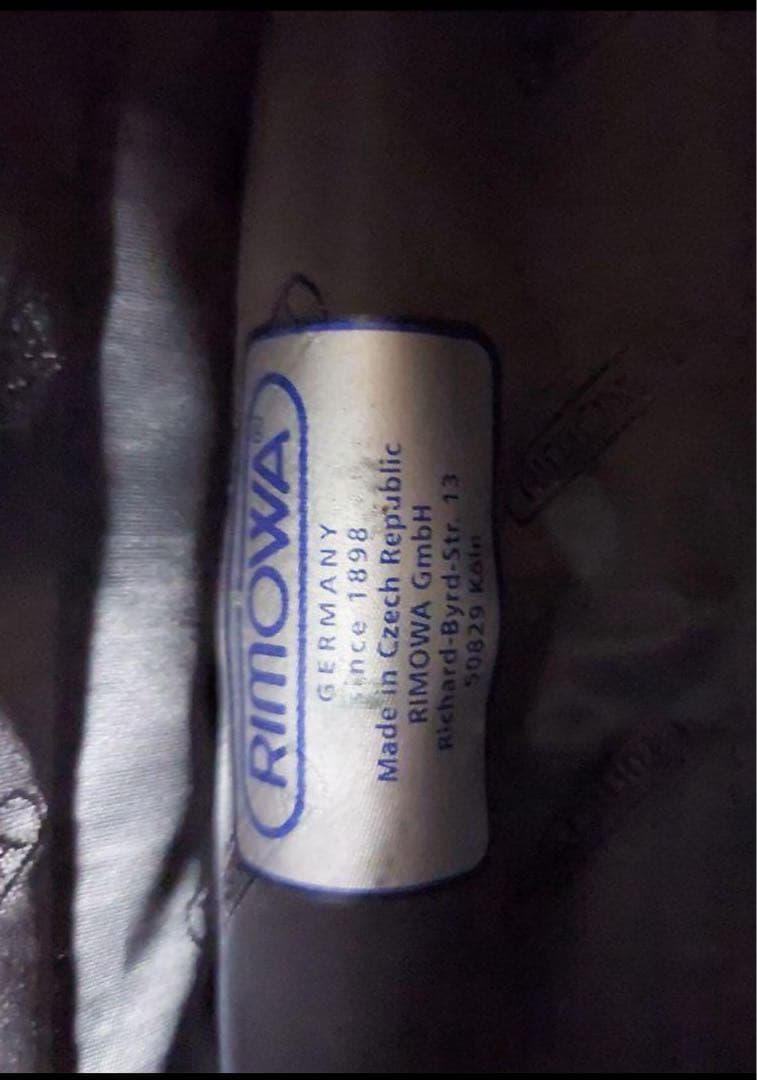 RIMOWA
GERMANY
since 1898
Made in Czech Republic
RIMOWA GmbH
Richard-Byrd-Str. 13
50829 Köln